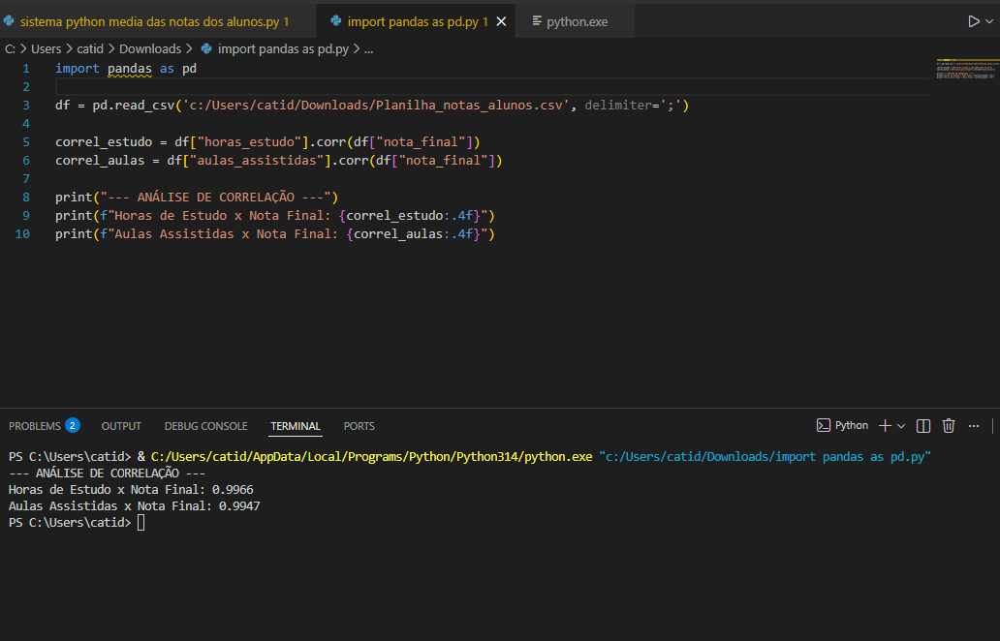 sistema python media das notas dos alunos.py 1
import pandas as pd.py 1
python.exe
C: > Users > catid > Downloads > import pandas as pd.py > ...
1 import pandas as pd
2
3 df = pd.read_csv('c:/Users/catid/Downloads/Planilha_notas_alunos.csv', delimiter=';')
4
5 correl_estudo = df["horas_estudo"].corr(df["nota_final"])
6 correl_aulas = df["aulas_assistidas"].corr(df["nota_final"])
7
8 print("--- ANÁLISE DE CORRELAÇÃO ---")
9 print(f"Horas de Estudo x Nota Final: {correl_estudo:.4f}")
10 print(f"Aulas Assistidas x Nota Final: {correl_aulas:.4f}")
PROBLEMS 2 OUTPUT DEBUG CONSOLE TERMINAL PORTS Python
PS C:\Users\catid> & C:/Users/catid/AppData/Local/Programs/Python/Python314/python.exe "c:/Users/catid/Downloads/import pandas as pd.py"
--- ANÁLISE DE CORRELAÇÃO ---
Horas de Estudo x Nota Final: 0.9966
Aulas Assistidas x Nota Final: 0.9947
PS C:\Users\catid>